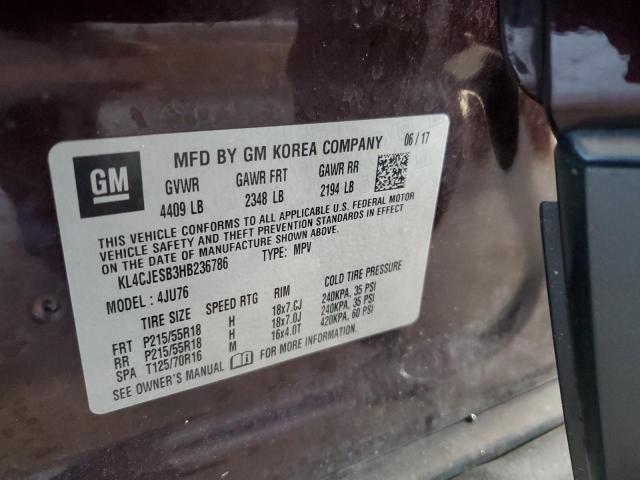 GM
MFD BY GM KOREA COMPANY 06/17
GVWR GAWR FRT GAWR RR
4409 LB 2348 LB 2194 LB
THIS VEHICLE CONFORMS TO ALL APPLICABLE U.S. FEDERAL MOTOR
VEHICLE SAFETY AND THEFT PREVENTION STANDARDS IN EFFECT
ON THE DATE OF MANUFACTURE SHOWN ABOVE.
KL4CJESB3HB236786 TYPE: MPV
MODEL : 4JU76
TIRE SIZE SPEED RTG RIM COLD TIRE PRESSURE
FRT P215/55R18 H 18x7.CJ 240KPA, 35 PSI
RR P215/55R18 H 18x7.0J 240KPA, 35 PSI
SPA T125/70R16 M 16x4.0T 420KPA, 60 PSI
SEE OWNER'S MANUAL FOR MORE INFORMATION.